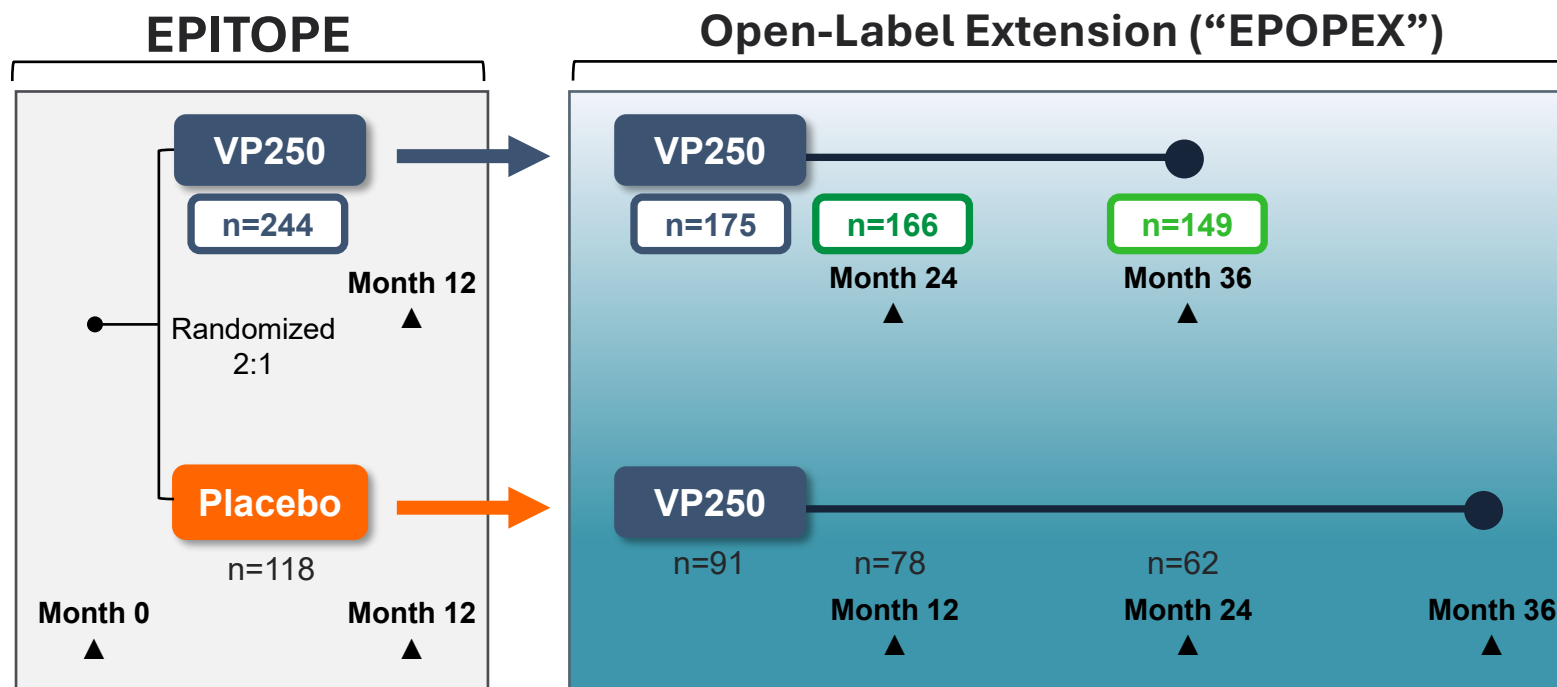 EPITOPE
Open-Label Extension (“EPOPEX”)
VP250
n=244
Month 12
Randomized
2:1
Placebo
n=118
Month 0
Month 12
VP250
n=175
n=166
n=149
Month 24
Month 36
VP250
n=91
n=78
n=62
Month 12
Month 24
Month 36